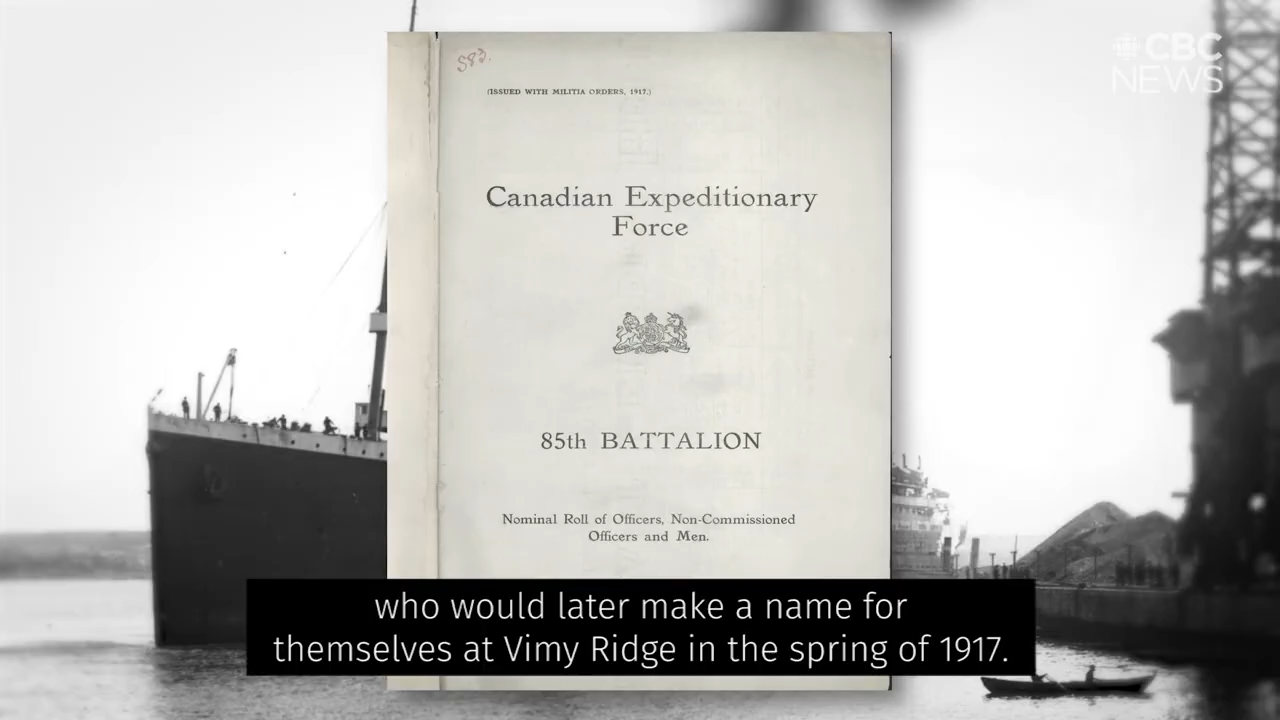 583.
(ISSUED WITH MILITIA ORDERS, 1917.)
Canadian Expeditionary
Force
85th BATTALION
Nominal Roll of Officers, Non-Commissioned
Officers and Men.
who would later make a name for
themselves at Vimy Ridge in the spring of 1917.
CBC
NEWS